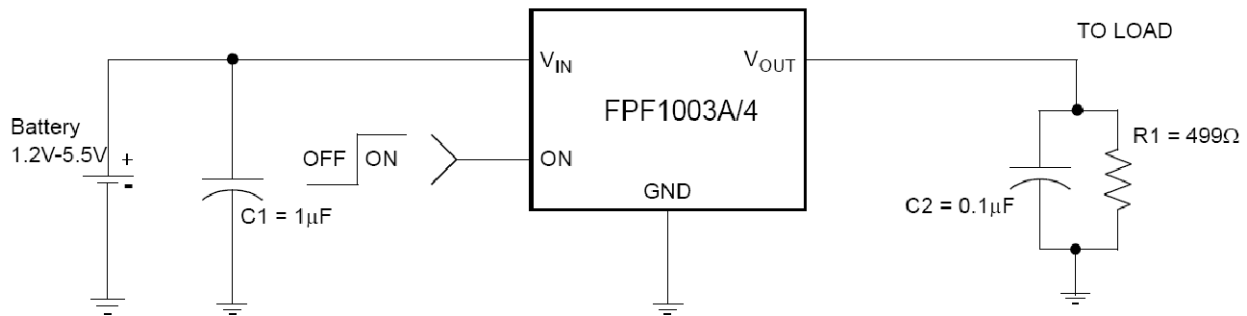 TO LOAD
V_IN
V_OUT
FPF1003A/4
Battery
1.2V-5.5V
+
-
OFF
ON
ON
GND
C1 = 1μF
R1 = 499Ω
C2 = 0.1μF